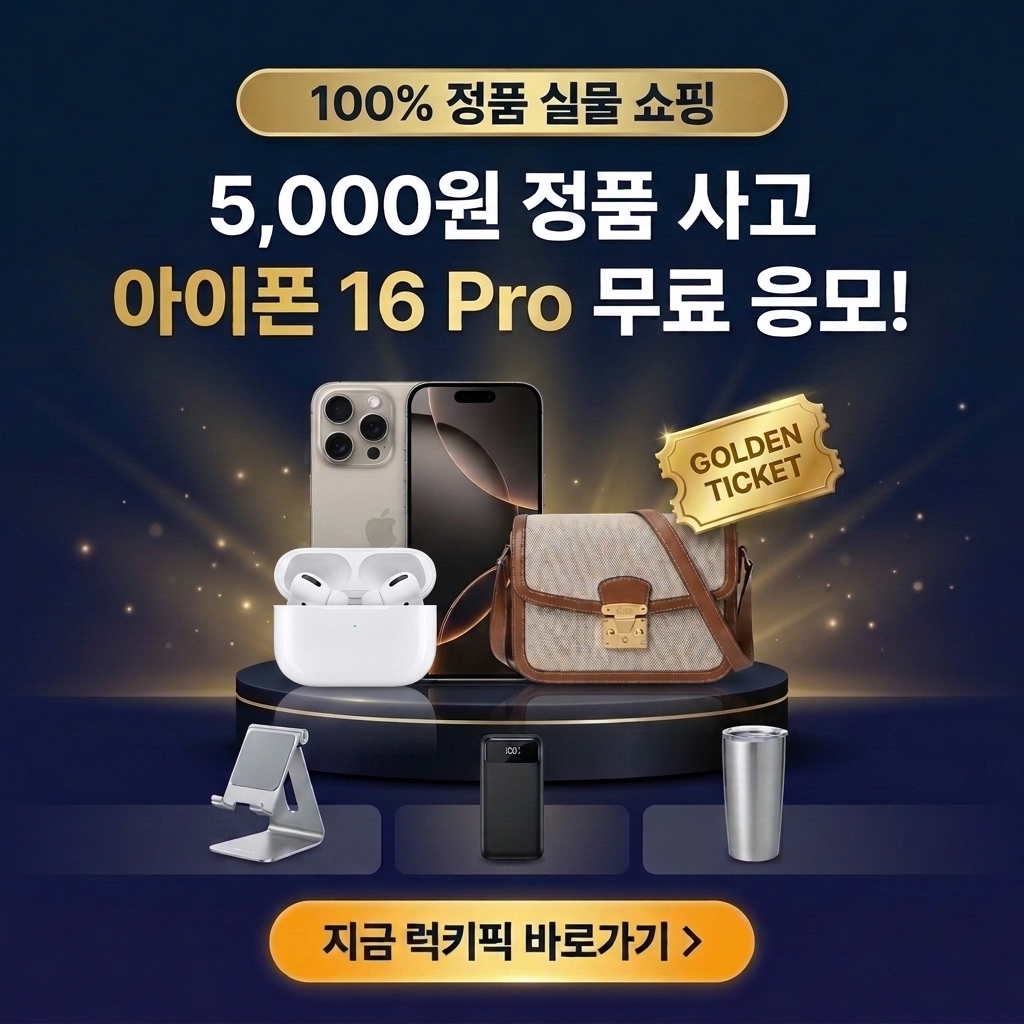 100% 정품 실물 쇼핑
5,000원 정품 사고
아이폰 16 Pro 무료 응모!
GOLDEN
TICKET
지금 럭키픽 바로가기 >